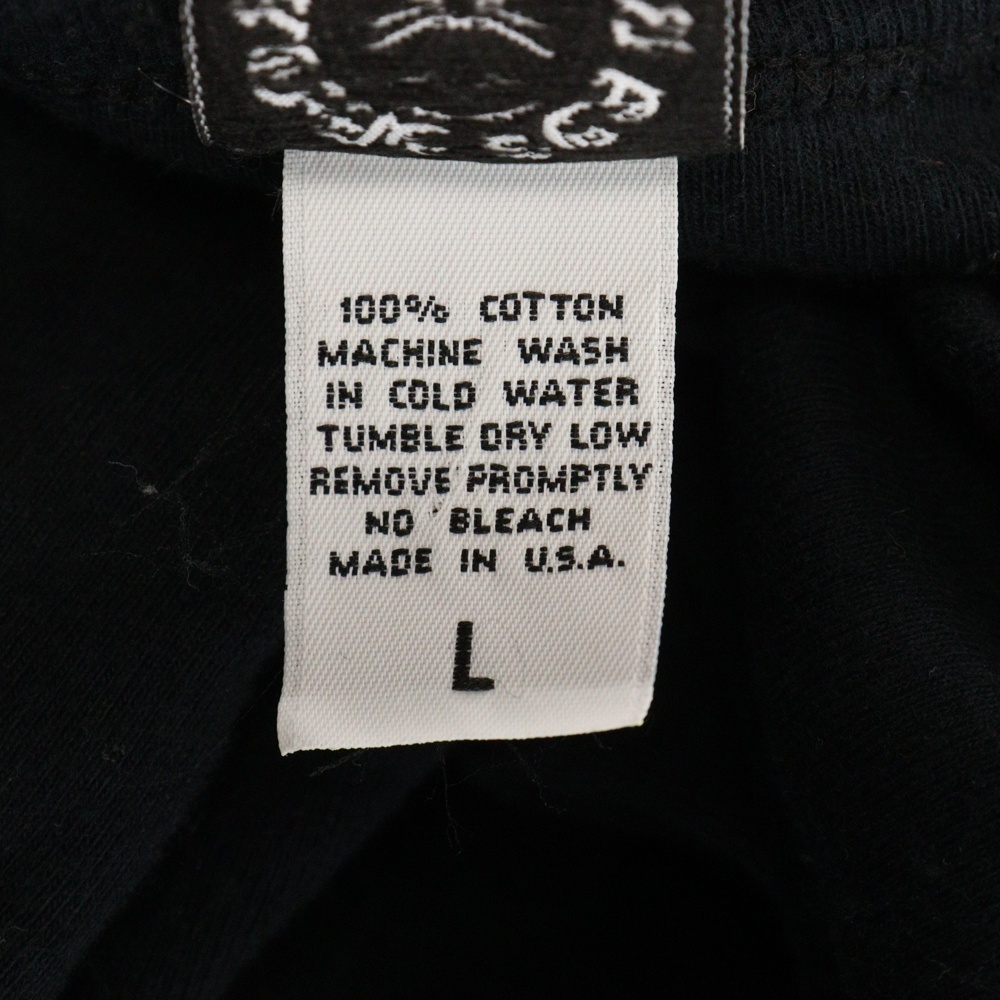 100% COTTON
MACHINE WASH
IN COLD WATER
TUMBLE DRY LOW
REMOVE PROMPTLY
NO BLEACH
MADE IN U.S.A.
L